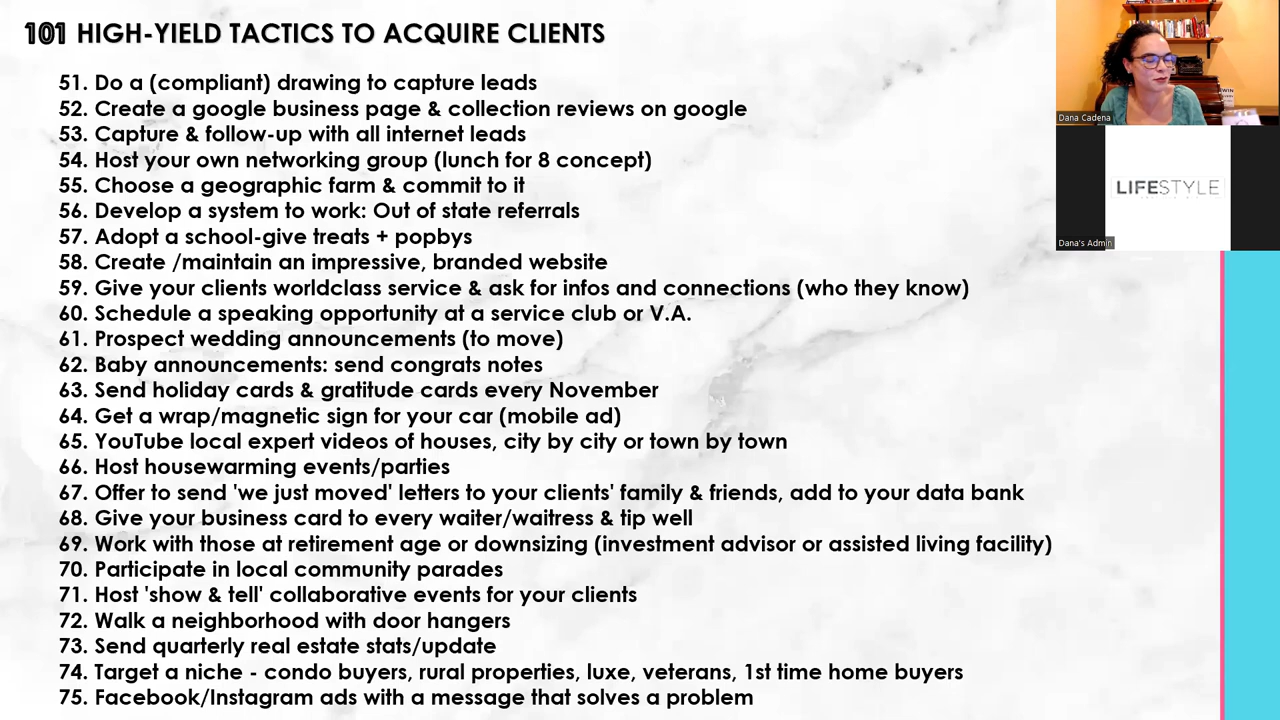 101 HIGH-YIELD TACTICS TO ACQUIRE CLIENTS
51. Do a (compliant) drawing to capture leads
52. Create a google business page & collection reviews on google
53. Capture & follow-up with all internet leads
54. Host your own networking group (lunch for 8 concept)
55. Choose a geographic farm & commit to it
56. Develop a system to work: Out of state referrals
57. Adopt a school-give treats + popbys
58. Create /maintain an impressive, branded website
59. Give your clients worldclass service & ask for infos and connections (who they know)
60. Schedule a speaking opportunity at a service club or V.A.
61. Prospect wedding announcements (to move)
62. Baby announcements: send congrats notes
63. Send holiday cards & gratitude cards every November
64. Get a wrap/magnetic sign for your car (mobile ad)
65. YouTube local expert videos of houses, city by city or town by town
66. Host housewarming events/parties
67. Offer to send 'we just moved' letters to your clients' family & friends, add to your data bank
68. Give your business card to every waiter/waitress & tip well
69. Work with those at retirement age or downsizing (investment advisor or assisted living facility)
70. Participate in local community parades
71. Host 'show & tell' collaborative events for your clients
72. Walk a neighborhood with door hangers
73. Send quarterly real estate stats/update
74. Target a niche - condo buyers, rural properties, luxe, veterans, 1st time home buyers
75. Facebook/Instagram ads with a message that solves a problem
Dana Cadena
LIFESTYLE
Dana's Admin